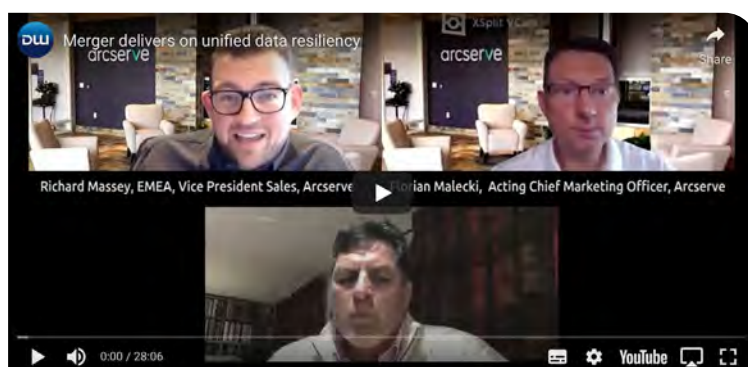 DW
Merger delivers on unified data resiliency
XSplit VCam
Share
arcserve
arcserve
Richard Massey, EMEA, Vice President Sales, Arcserve
Florian Malecki, Acting Chief Marketing Officer, Arcserve
0:00 / 28:06
YouTube